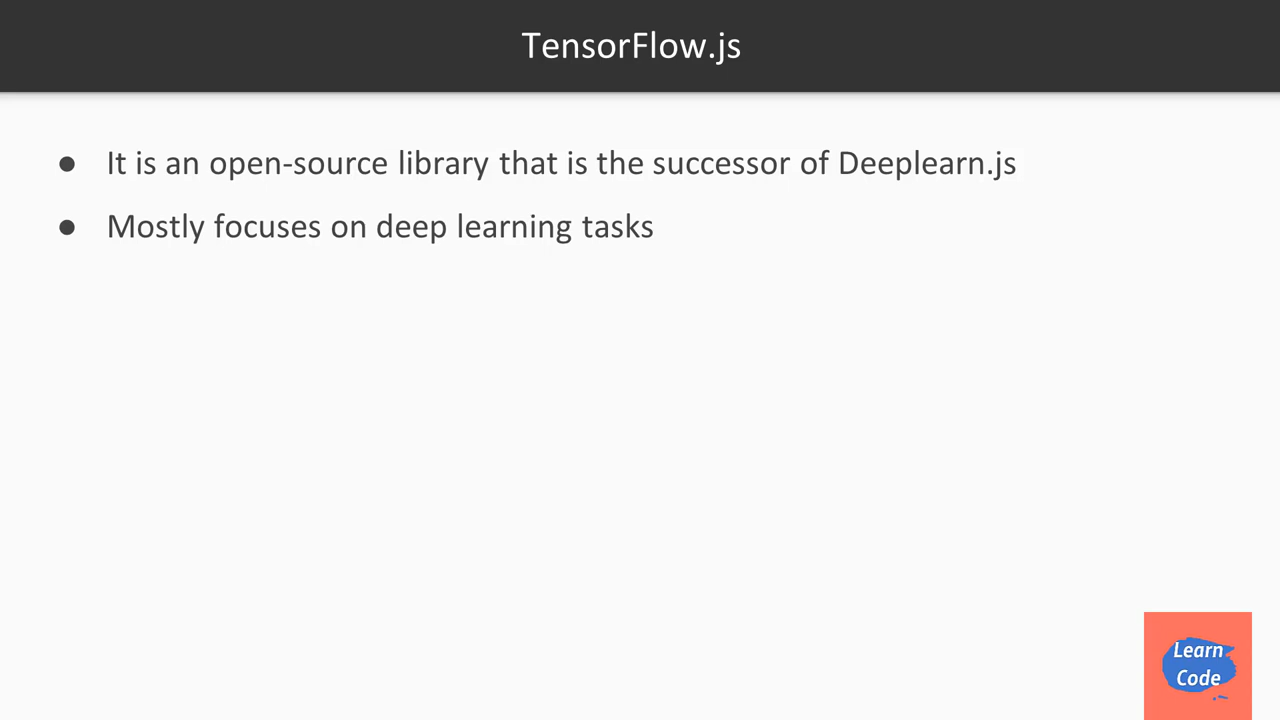 TensorFlow.js
● It is an open-source library that is the successor of Deeplearn.js
● Mostly focuses on deep learning tasks
Learn
Code